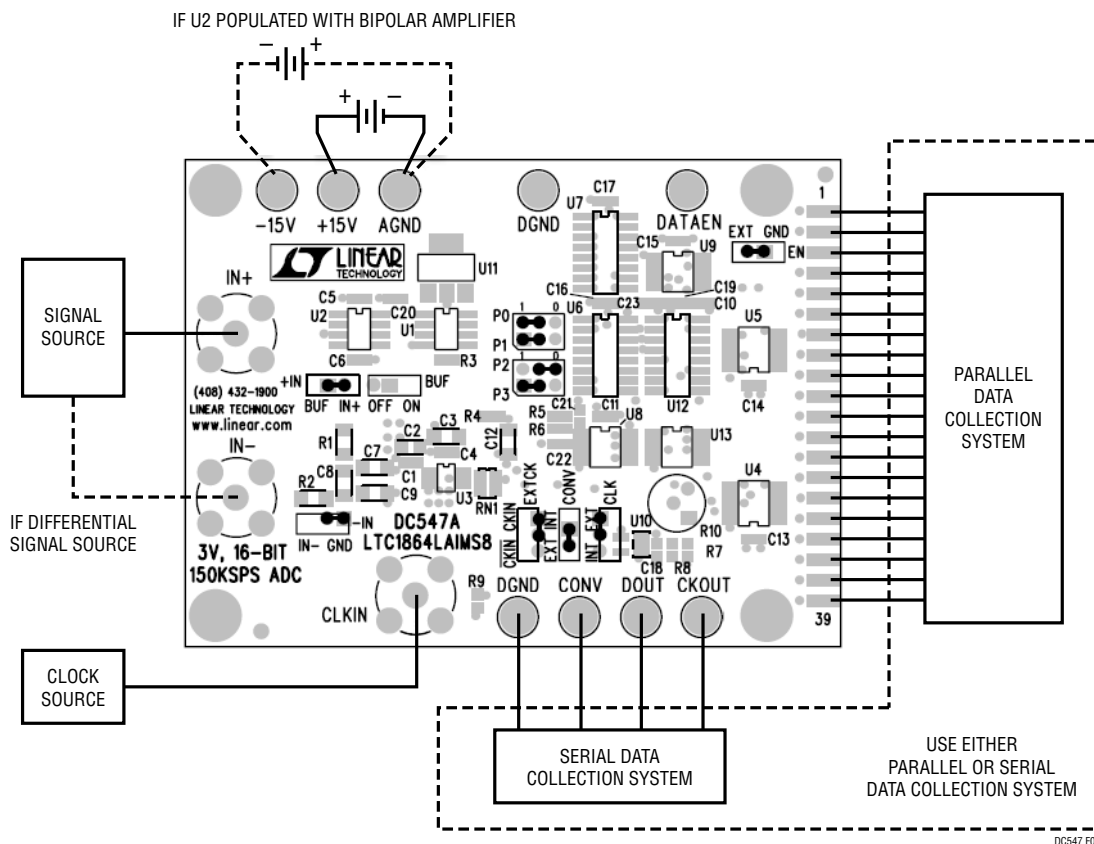 IF U2 POPULATED WITH BIPOLAR AMPLIFIER
– +
+ –
-15V +15V AGND DGND DATAEN
C17
U7
1
EXT GND
EN
C15 U9
LINEAR
TECHNOLOGY
U11
C16
C19
C10
C23
IN+
C5
U2
C20
U1
C6
R3
P0 1 0
P1
P2 1 0
P3
U6
U5
SIGNAL
SOURCE
(408) 432-1900
LINEAR TECHNOLOGY
www.linear.com
+IN
BUF IN+
BUF
OFF ON
C21 C11 U12 C14
IN-
R1
C2 C3
R4
C12
R5
R6
U8
U13
C7
C4
C22
C8
C1
R2
C9
U3
RN1
U4
-IN
IN- GND
EXTCK
CKIN CKIN
CONV
EXT INT
CLK
INT EXT
U10
R10
R7
C18 R8
C13
IF DIFFERENTIAL
SIGNAL SOURCE
DC547A
LTC1864LAIMS8
3V, 16-BIT
150KSPS ADC
CLKIN
R9
DGND CONV DOUT CKOUT
39
PARALLEL
DATA
COLLECTION
SYSTEM
CLOCK
SOURCE
SERIAL DATA
COLLECTION SYSTEM
USE EITHER
PARALLEL OR SERIAL
DATA COLLECTION SYSTEM